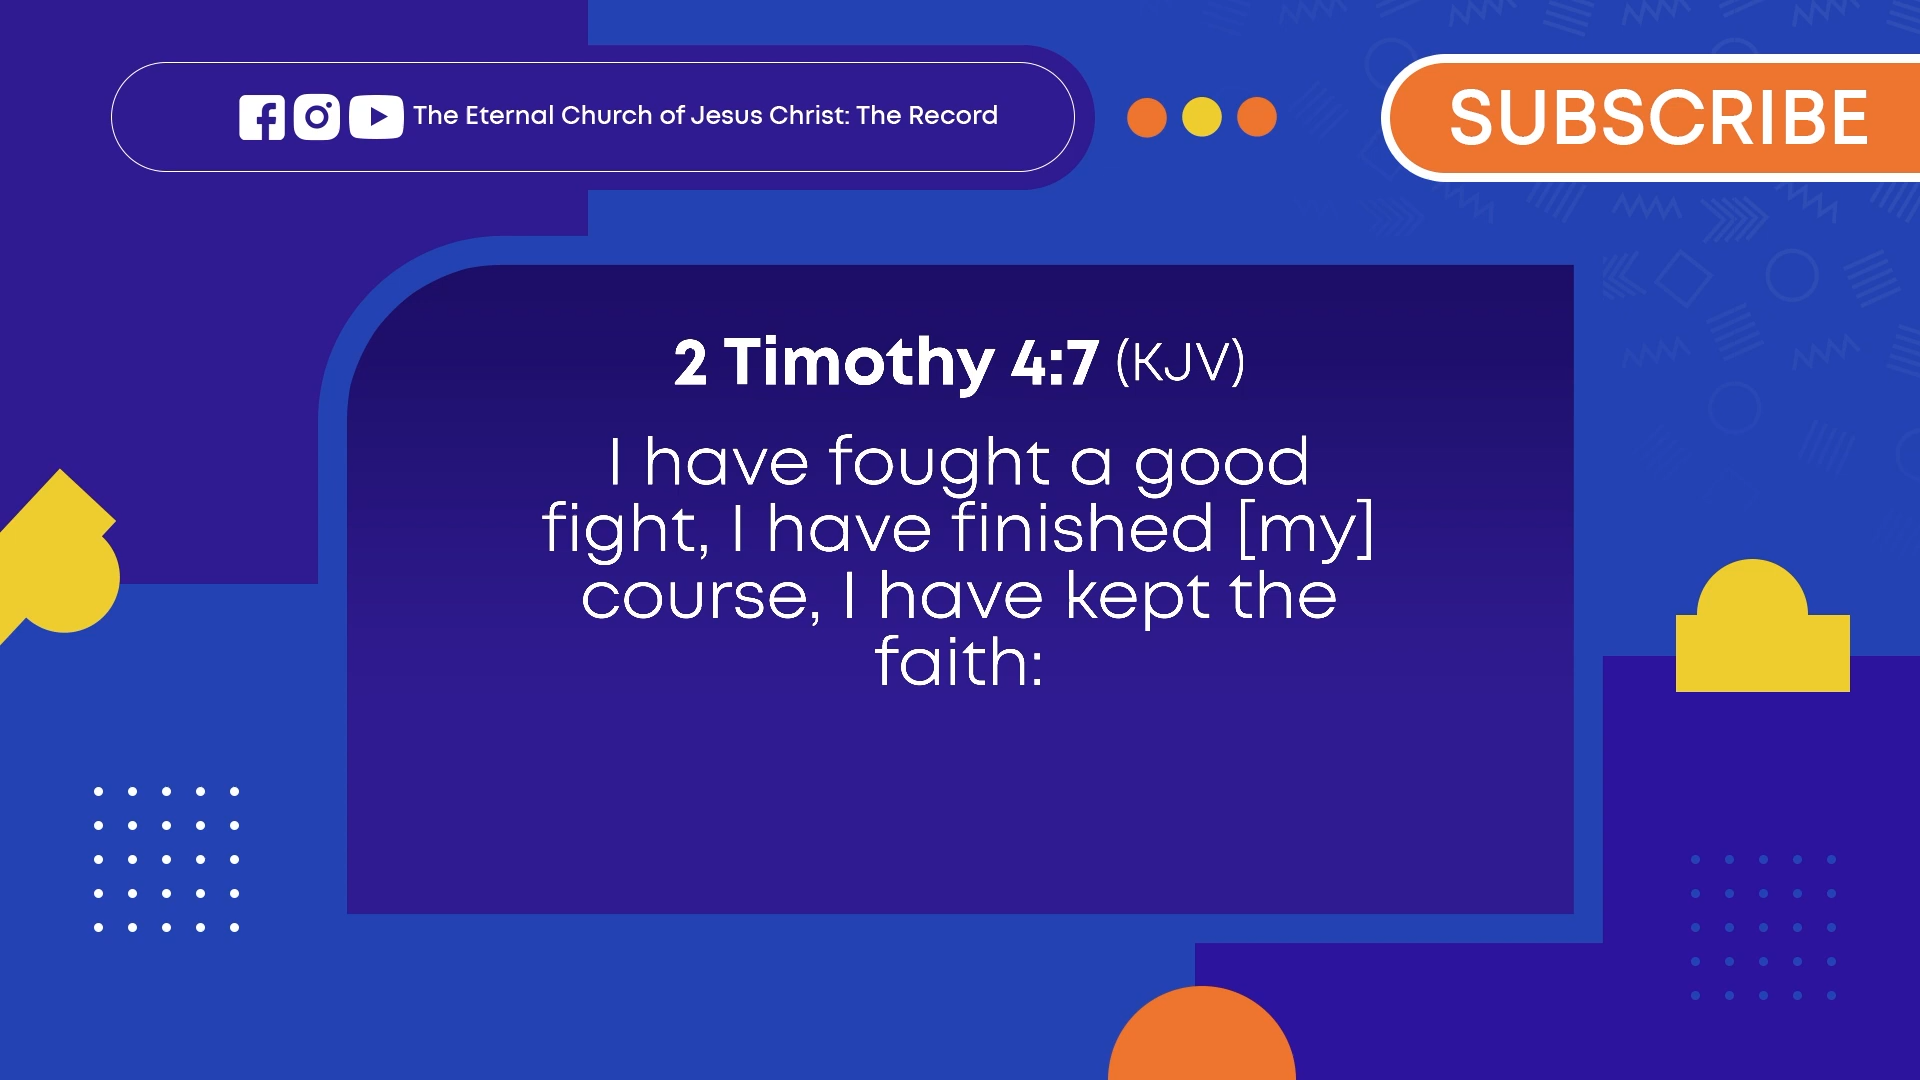 The Eternal Church of Jesus Christ: The Record
SUBSCRIBE
2 Timothy 4:7 (KJV)
I have fought a good
fight, I have finished [my]
course, I have kept the
faith: